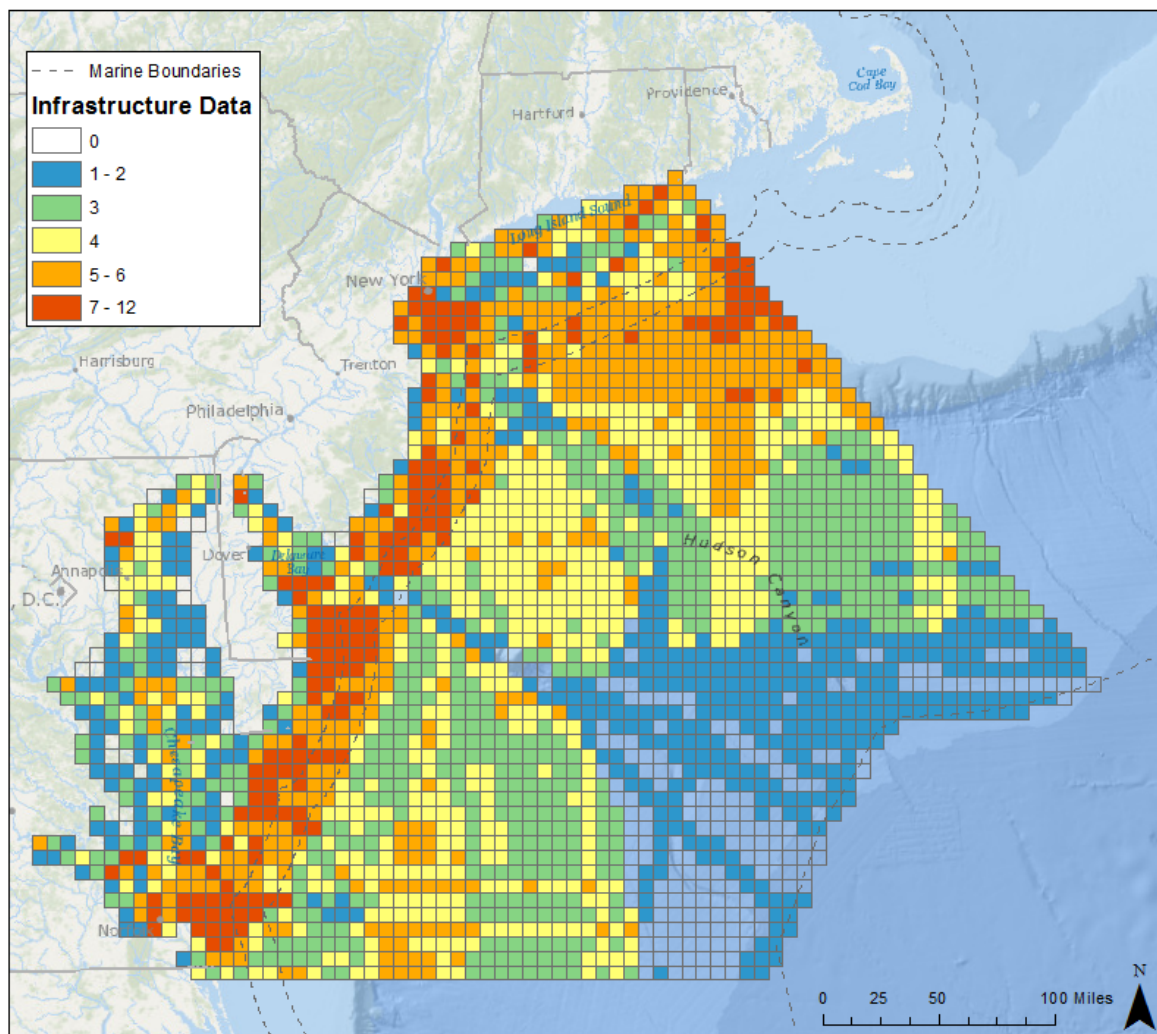 Marine Boundaries
Infrastructure Data
0
1 - 2
3
4
5 - 6
7 - 12
Cape
Cod Bay
Providence
Hartford
Long Island Sound
New York
Harrisburg
Trenton
Philadelphia
Dover
Delaware
Bay
Annapolis
D.C.
Hudson Canyon
Chesapeake Bay
N
0 25 50 100 Miles